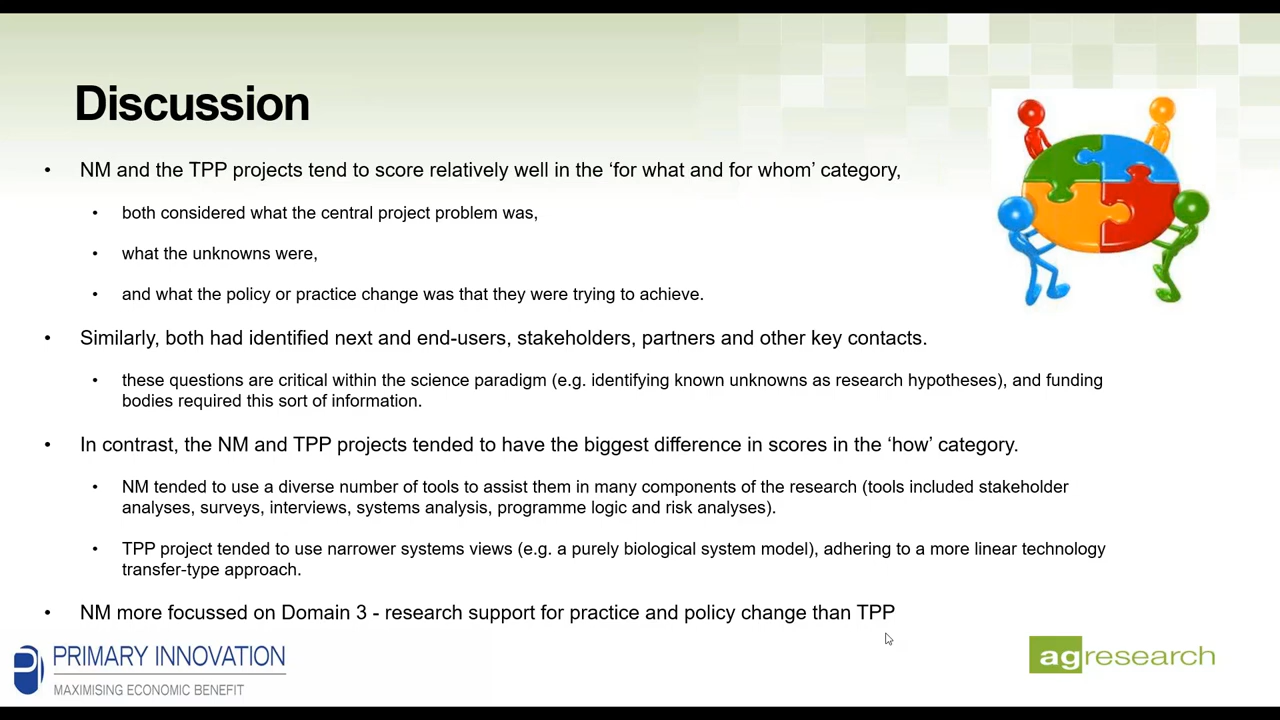 Discussion
• NM and the TPP projects tend to score relatively well in the ‘for what and for whom’ category,
• both considered what the central project problem was,
• what the unknowns were,
• and what the policy or practice change was that they were trying to achieve.
• Similarly, both had identified next and end-users, stakeholders, partners and other key contacts.
• these questions are critical within the science paradigm (e.g. identifying known unknowns as research hypotheses), and funding
bodies required this sort of information.
• In contrast, the NM and TPP projects tended to have the biggest difference in scores in the ‘how’ category.
• NM tended to use a diverse number of tools to assist them in many components of the research (tools included stakeholder
analyses, surveys, interviews, systems analysis, programme logic and risk analyses).
• TPP project tended to use narrower systems views (e.g. a purely biological system model), adhering to a more linear technology
transfer-type approach.
• NM more focussed on Domain 3 - research support for practice and policy change than TPP
PRIMARY INNOVATION
MAXIMISING ECONOMIC BENEFIT
agresearch